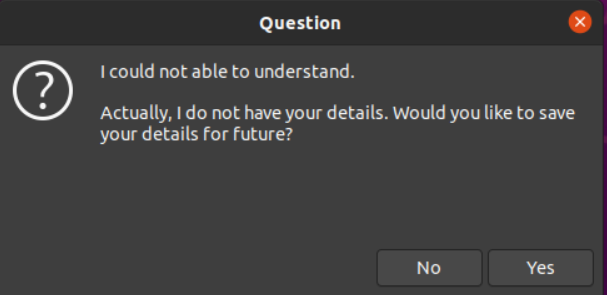 Question
I could not able to understand.
Actually, I do not have your details. Would you like to save
your details for future?
No Yes